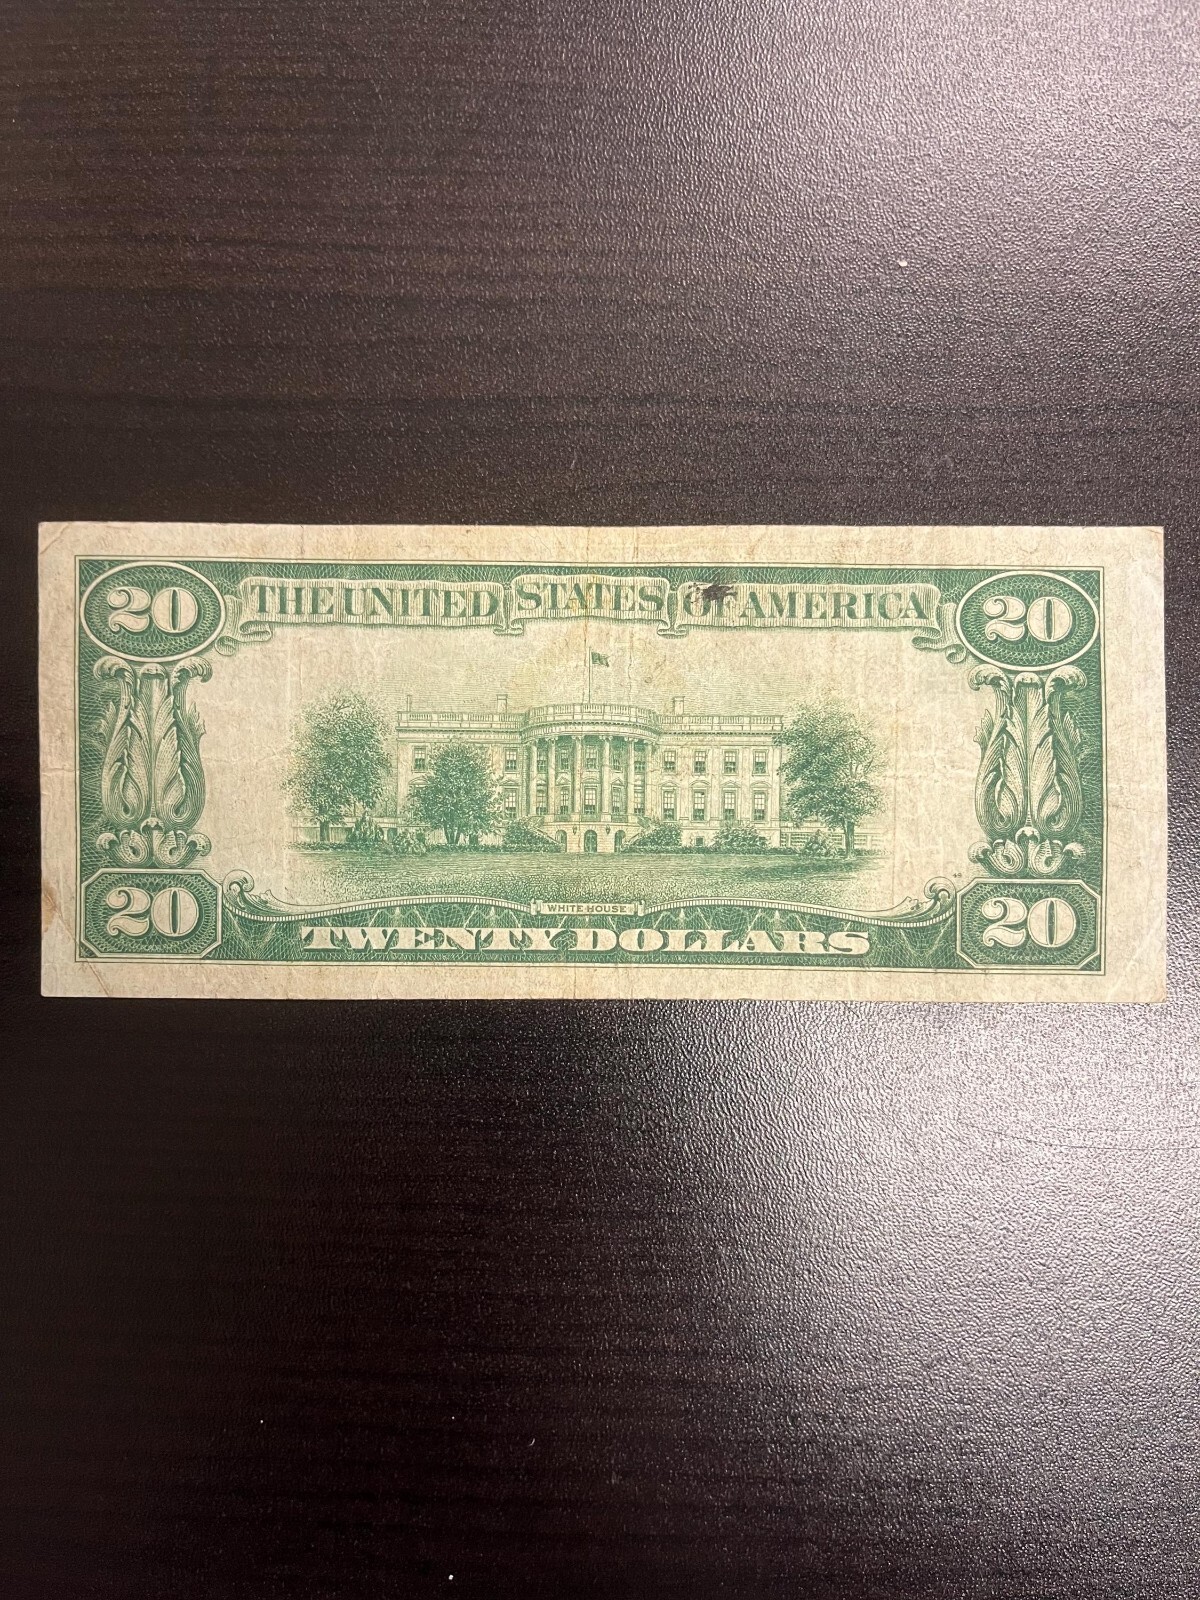 20 THE UNITED STATES OF AMERICA 20
WHITE HOUSE
20 TWENTY DOLLARS 20